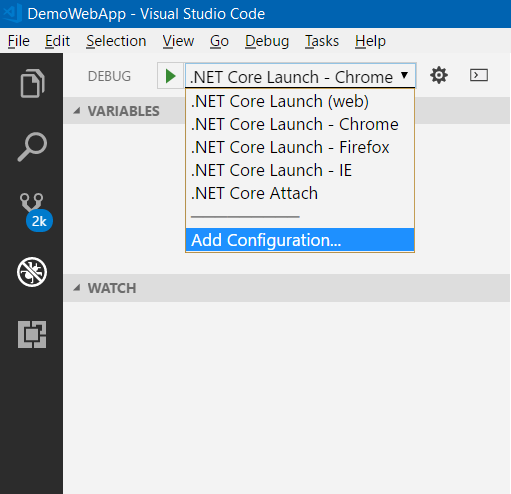 DemoWebApp - Visual Studio Code
File Edit Selection View Go Debug Tasks Help
DEBUG .NET Core Launch - Chrome
VARIABLES
.NET Core Launch (web)
.NET Core Launch - Chrome
.NET Core Launch - Firefox
.NET Core Launch - IE
.NET Core Attach
Add Configuration...
2k
WATCH